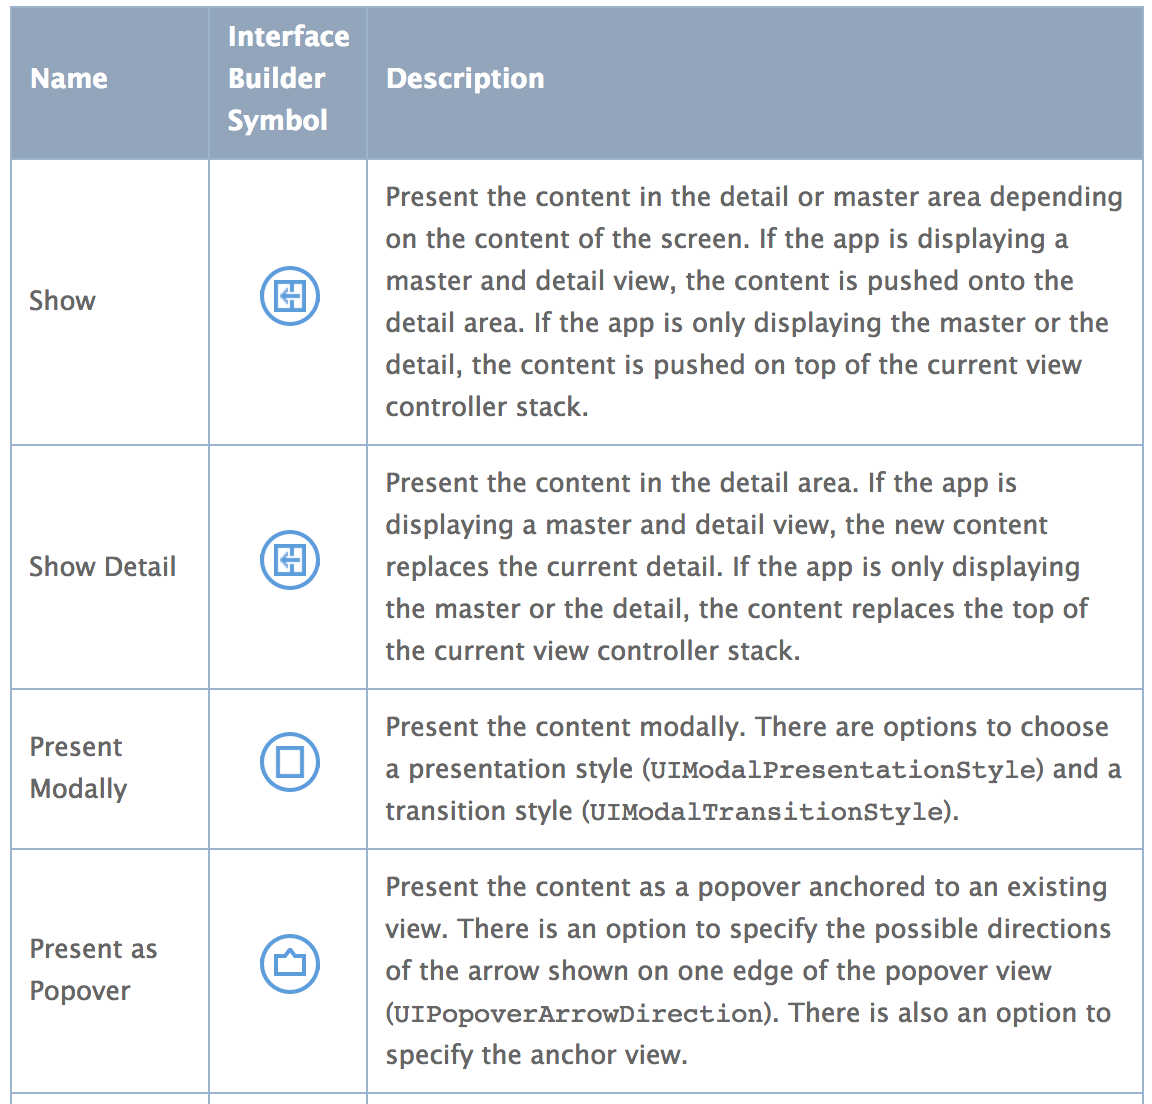 Name
Interface
Builder
Symbol
Description
Show
Present the content in the detail or master area depending
on the content of the screen. If the app is displaying a
master and detail view, the content is pushed onto the
detail area. If the app is only displaying the master or the
detail, the content is pushed on top of the current view
controller stack.
Show Detail
Present the content in the detail area. If the app is
displaying a master and detail view, the new content
replaces the current detail. If the app is only displaying
the master or the detail, the content replaces the top of
the current view controller stack.
Present
Modally
Present the content modally. There are options to choose
a presentation style (UIModalPresentationStyle) and a
transition style (UIModalTransitionStyle).
Present as
Popover
Present the content as a popover anchored to an existing
view. There is an option to specify the possible directions
of the arrow shown on one edge of the popover view
(UIPopoverArrowDirection). There is also an option to
specify the anchor view.